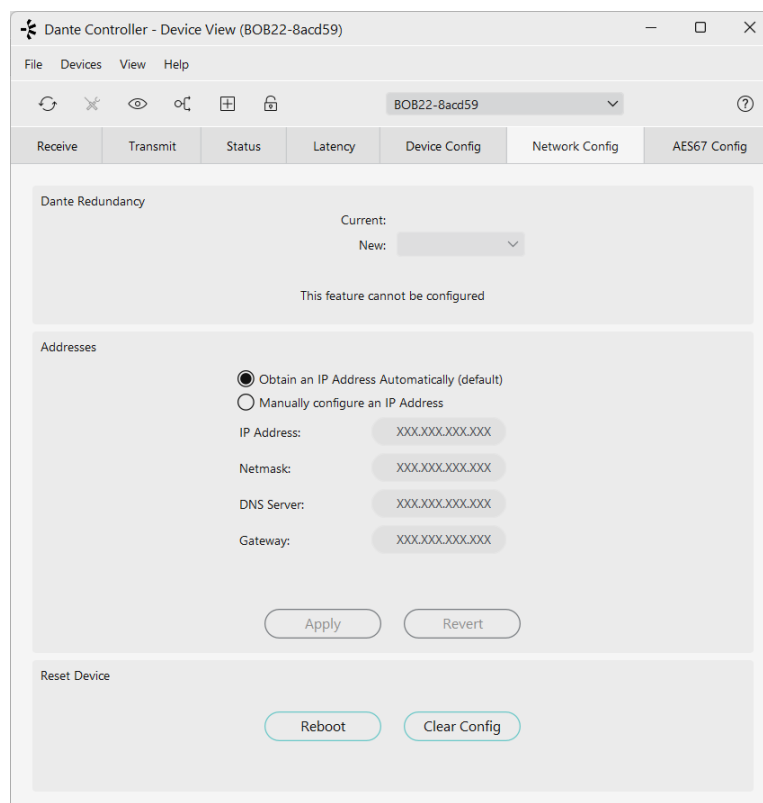 Dante Controller - Device View (BOB22-8acd59)
File Devices View Help
BOB22-8acd59
Receive Transmit Status Latency Device Config Network Config AES67 Config
Dante Redundancy
Current:
New:
This feature cannot be configured
Addresses
Obtain an IP Address Automatically (default)
Manually configure an IP Address
IP Address: XXX.XXX.XXX.XXX
Netmask: XXX.XXX.XXX.XXX
DNS Server: XXX.XXX.XXX.XXX
Gateway: XXX.XXX.XXX.XXX
Apply Revert
Reset Device
Reboot Clear Config